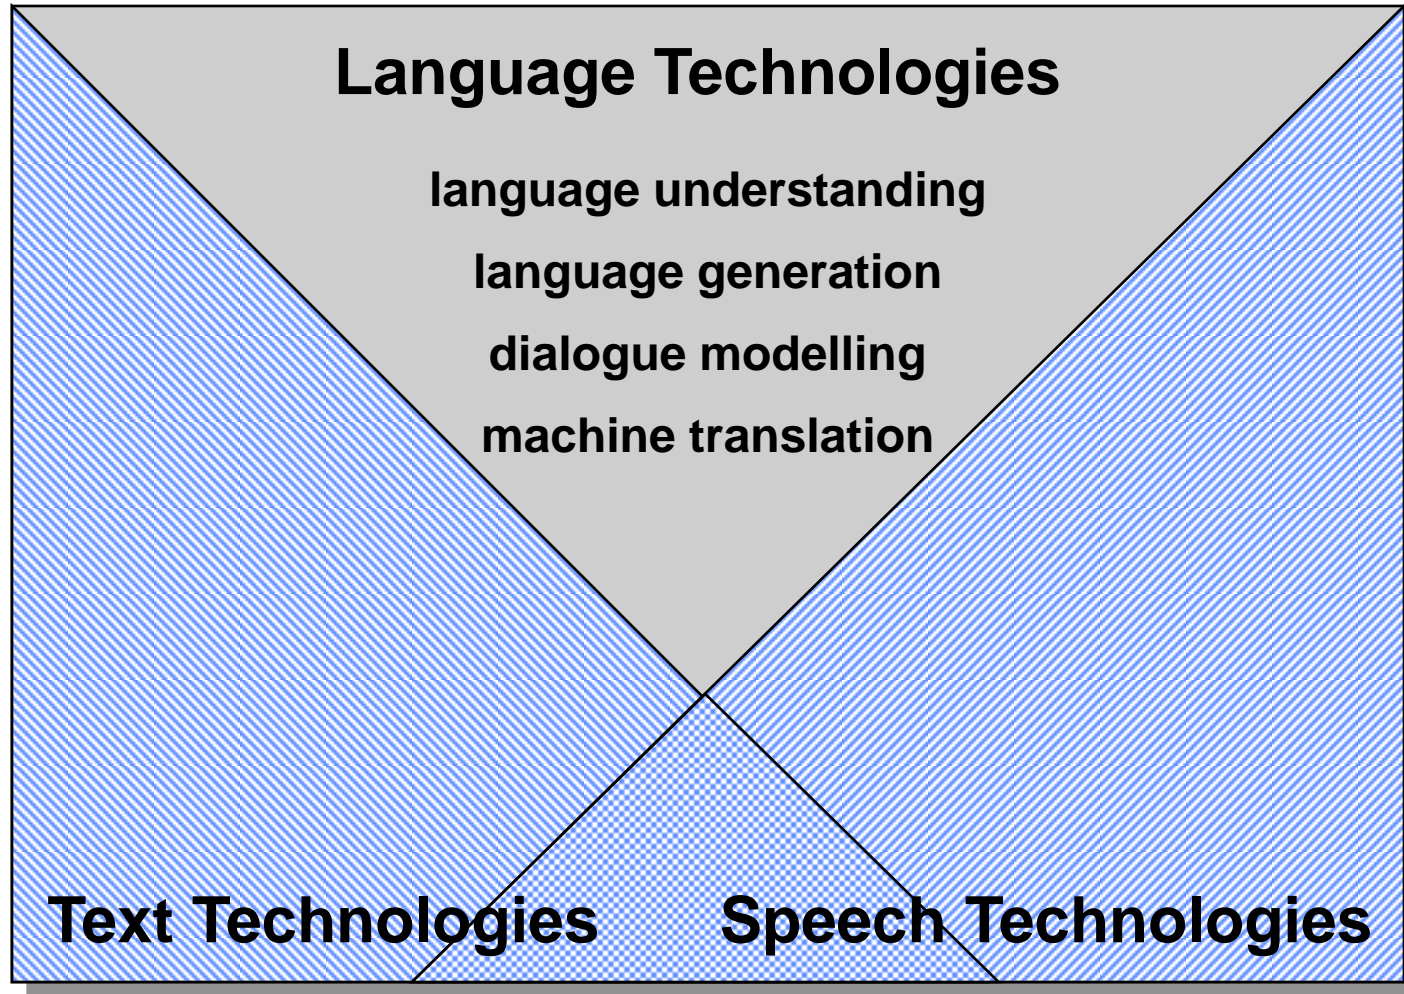 Language Technologies
language understanding
language generation
dialogue modelling
machine translation
Text Technologies Speech Technologies